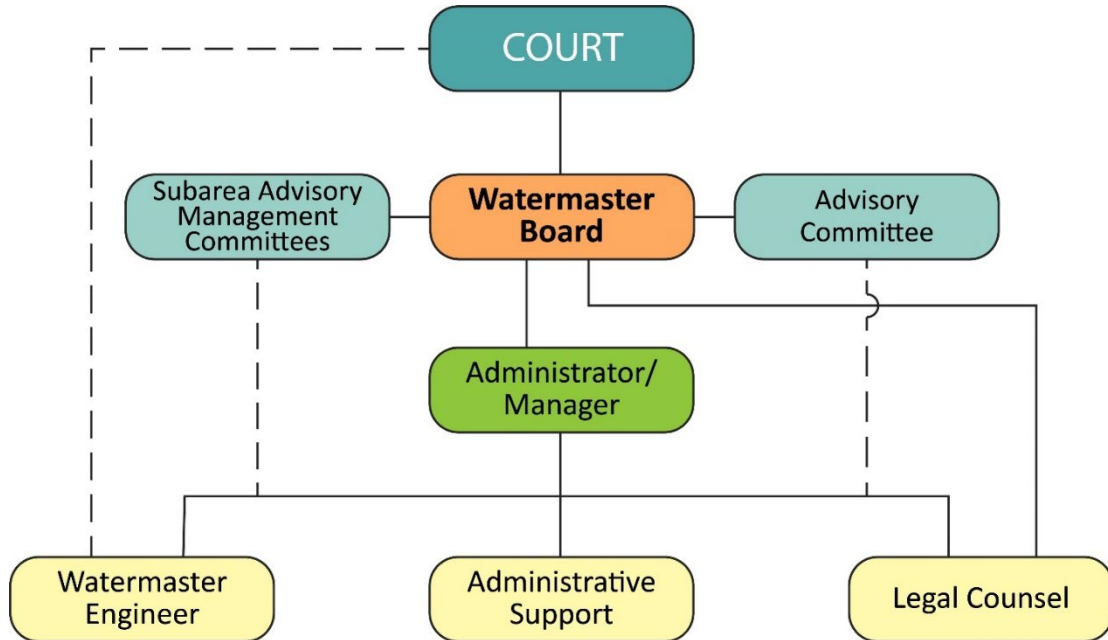 COURT
Subarea Advisory
Management
Committees
Watermaster
Board
Advisory
Committee
Administrator/
Manager
Watermaster
Engineer
Administrative
Support
Legal Counsel